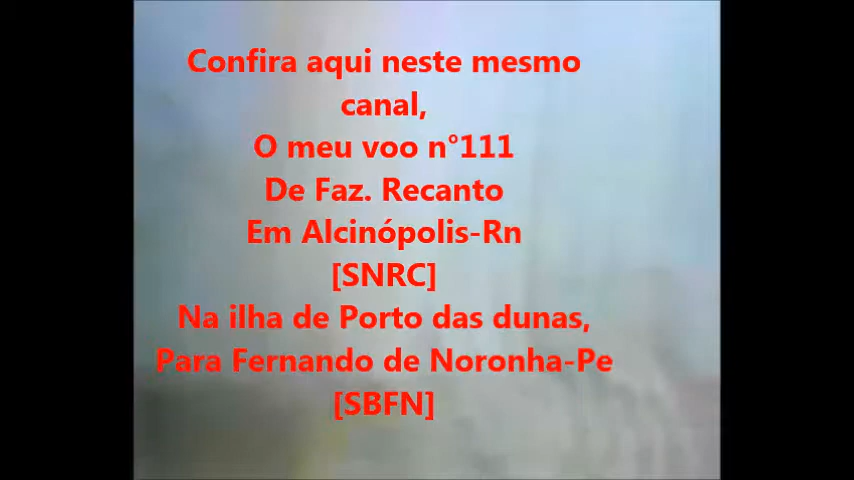 Confira aqui neste mesmo
canal,
O meu voo n°111
De Faz. Recanto
Em Alcinópolis-Rn
[SNRC]
Na ilha de Porto das dunas,
Para Fernando de Noronha-Pe
[SBFN]